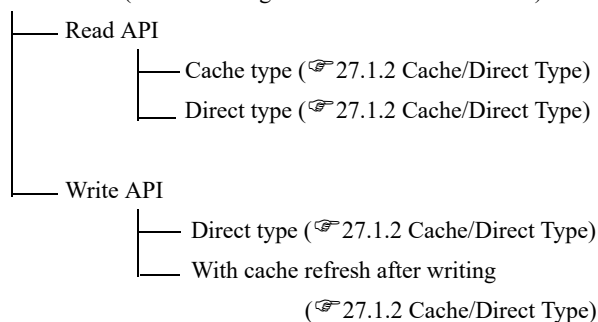 Read API
Cache type (☞27.1.2 Cache/Direct Type)
Direct type (☞27.1.2 Cache/Direct Type)
Write API
Direct type (☞27.1.2 Cache/Direct Type)
With cache refresh after writing
(☞27.1.2 Cache/Direct Type)